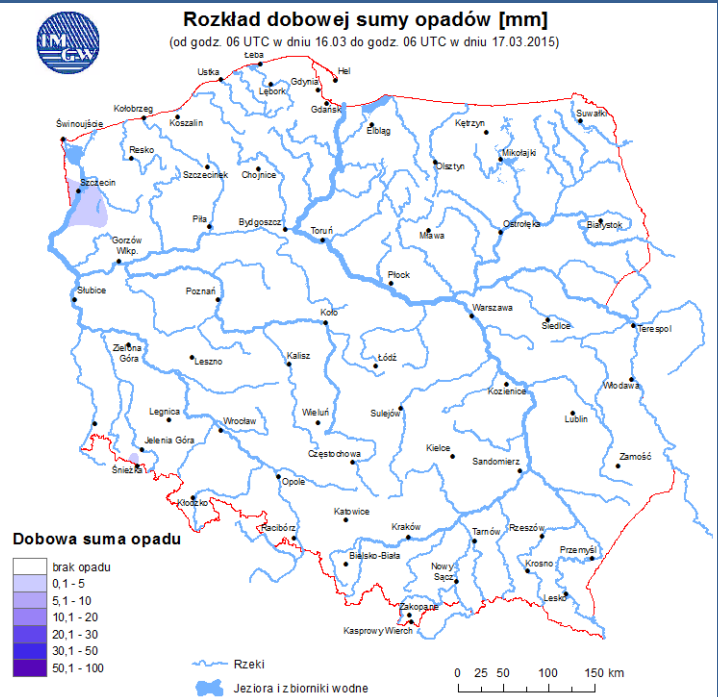 Rozkład dobowej sumy opadów [mm]
(od godz. 06 UTC w dniu 16.03 do godz. 06 UTC w dniu 17.03.2015)
IM
GW
Łeba
Ustka
Hel
Gdynia
Lębork
Gdańsk
Kołobrzeg
Koszalin
Suwałki
Świnoujście
Elbląg
Kętrzyn
Resko
Mikołajki
Szczecinek
Chojnice
Olsztyn
Szczecin
Piła
Bydgoszcz
Toruń
Mława
Ostrołęka
Białystok
Gorzów
Wlkp.
Płock
Słubice
Poznań
Koło
Warszawa
Siedlce
Terespol
Zielona
Góra
Leszno
Kalisz
Łódź
Kozienice
Włodawa
Legnica
Wrocław
Wieluń
Sulejów
Lublin
Jelenia Góra
Śnieżka
Częstochowa
Kielce
Sandomierz
Zamość
Opole
Kłodzko
Katowice
Racibórz
Kraków
Tarnów
Rzeszów
Bielsko-Biała
Przemyśl
Nowy
Sącz
Krosno
Lesko
Zakopane
Kasprowy Wierch
Dobowa suma opadu
brak opadu
0,1 - 5
5,1 - 10
10,1 - 20
20,1 - 30
30,1 - 50
50,1 - 100
Rzeki
Jeziora i zbiorniki wodne
0 25 50 100 150 km